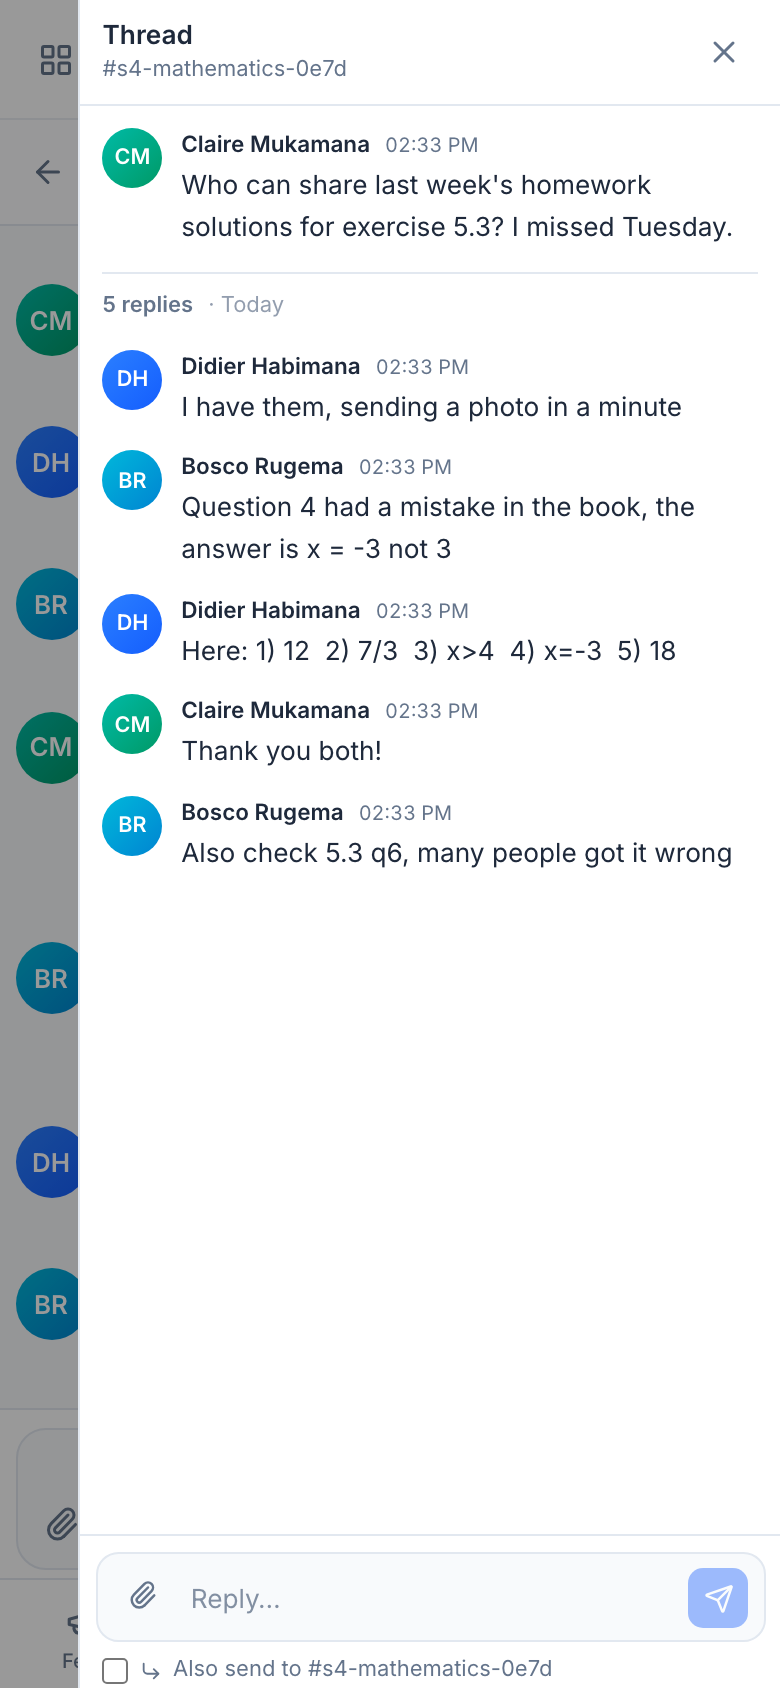 Thread
#s4-mathematics-0e7d
CM
Claire Mukamana 02:33 PM
Who can share last week's homework
solutions for exercise 5.3? I missed Tuesday.
5 replies · Today
DH
Didier Habimana 02:33 PM
I have them, sending a photo in a minute
BR
Bosco Rugema 02:33 PM
Question 4 had a mistake in the book, the
answer is x = -3 not 3
DH
Didier Habimana 02:33 PM
Here: 1) 12  2) 7/3  3) x>4  4) x=-3  5) 18
CM
Claire Mukamana 02:33 PM
Thank you both!
BR
Bosco Rugema 02:33 PM
Also check 5.3 q6, many people got it wrong
CM
DH
BR
CM
BR
DH
BR
Reply...
Also send to #s4-mathematics-0e7d